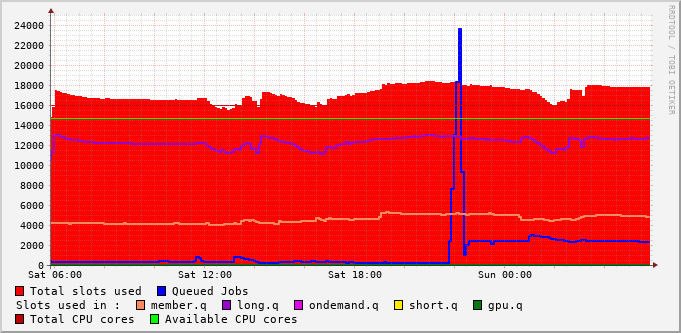 RRDTOOL / TOBI OETIKER
24000
22000
20000
18000
16000
14000
12000
10000
8000
6000
4000
2000
0
Sat 06:00 Sat 12:00 Sat 18:00 Sun 00:00
Total slots used Queued Jobs
Slots used in : member.q long.q ondemand.q short.q gpu.q
Total CPU cores Available CPU cores